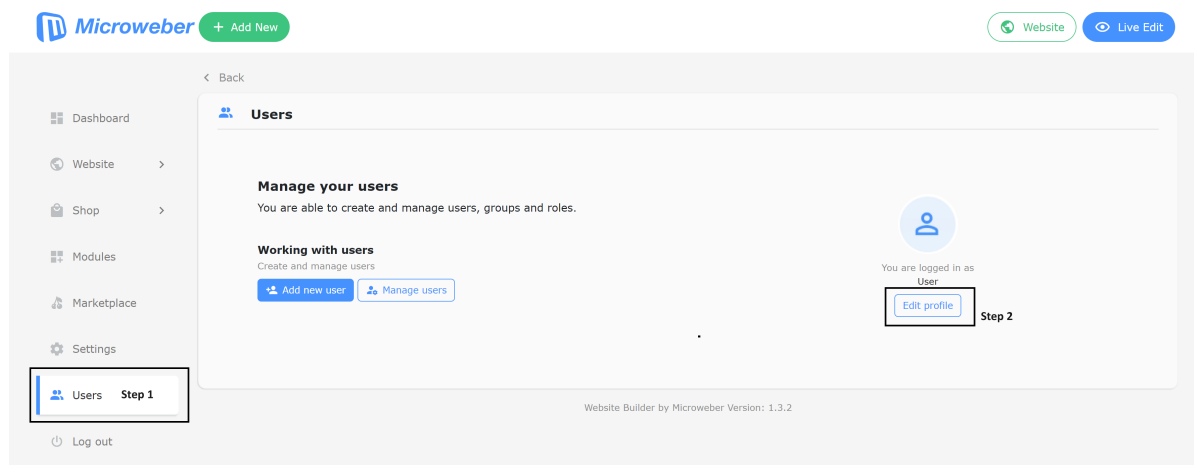 Microweber
+ Add New
Website
Live Edit
Back
Dashboard
Website
Shop
Modules
Marketplace
Settings
Users Step 1
Log out
Users
Manage your users
You are able to create and manage users, groups and roles.
Working with users
Create and manage users
Add new user
Manage users
You are logged in as
User
Edit profile
Step 2
Website Builder by Microweber Version: 1.3.2